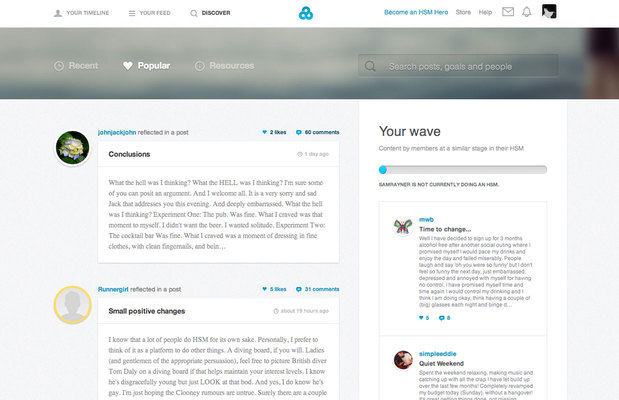 YOUR TIMELINE
YOUR FEED
DISCOVER
Become an HSM Hero
Store
Help
Recent
Popular
Resources
Search posts, goals and people
johnjackjohn reflected in a post
2 likes
60 comments
Conclusions
1 day ago
What the hell was I thinking? What the HELL was I thinking? I'm sure some
of you can posit an argument. And I welcome all. It is a very sorry and sad
Jack that addresses you this evening. And deeply embarrassed. What the hell
was I thinking? Experiment One: The pub. Was fine. What I craved was that
moment to myself. I didn't want the beer. I wanted solitude. Experiment Two:
The cocktail bar Was fine. What I craved was a moment of dressing in fine
clothes, with clean fingernails, and bein…
Runnergirl reflected in a post
5 likes
31 comments
Small positive changes
about 19 hours ago
I know that a lot of people do HSM for its own sake. Personally, I prefer to
think of it as a platform to do other things. A diving board, if you will. Ladies
(and gentlemen of the appropriate persuasion), feel free to picture British diver
Tom Daly on a diving board if that helps maintain your interest levels. I know
he's disgracefully young but just LOOK at that bod. And yes, I do know he's
gay. I'm just hoping the Clooney rumours are untrue. Surely there are a couple
Your wave
Content by members at a similar stage in their HSM
SAMRAYNER IS NOT CURRENTLY DOING AN HSM.
mwb
Time to change...
Well I have decided to sign up for 3 months
alcohol free after another social outing where i
promised myself I would pace my drinks and
enjoy the day and failed miserably. People
laugh and say 'oh you were so funny' but I don't
feel so funny the next day, just embarrassed,
depressed and annoyed with myself for having
no control. I have promised myself time and
time again I would control my drinking and I
think I am doing okay, think having a couple of
(big) glasses each night and binge d…
5
8
simpleeddie
Quiet Weekend
Spent the weekend relaxing, making music and
catching up with all the crap I have let build up
over the last few months! Completely revamped
my budget today (Sunday), without a hangover!